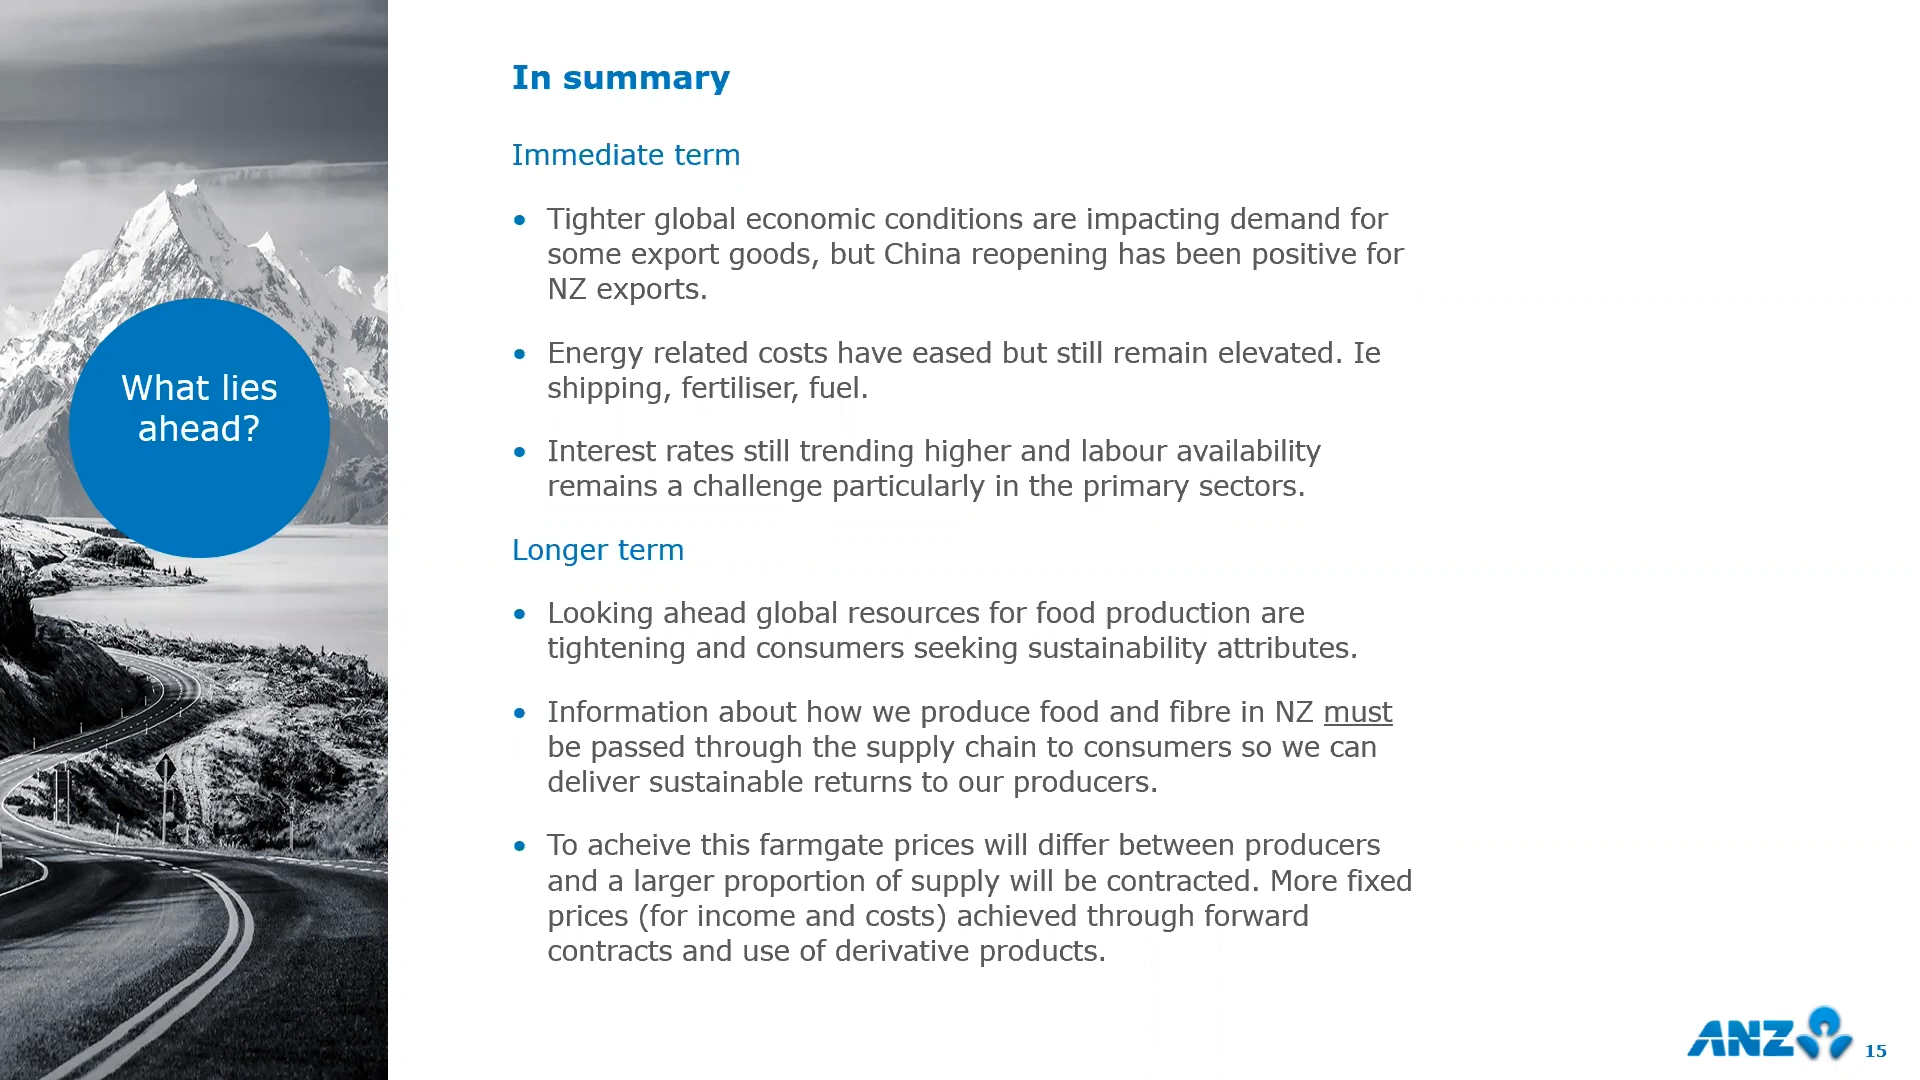 What lies
ahead?
In summary
Immediate term
• Tighter global economic conditions are impacting demand for
some export goods, but China reopening has been positive for
NZ exports.
• Energy related costs have eased but still remain elevated. Ie
shipping, fertiliser, fuel.
• Interest rates still trending higher and labour availability
remains a challenge particularly in the primary sectors.
Longer term
• Looking ahead global resources for food production are
tightening and consumers seeking sustainability attributes.
• Information about how we produce food and fibre in NZ must
be passed through the supply chain to consumers so we can
deliver sustainable returns to our producers.
• To acheive this farmgate prices will differ between producers
and a larger proportion of supply will be contracted. More fixed
prices (for income and costs) achieved through forward
contracts and use of derivative products.
ANZ
15